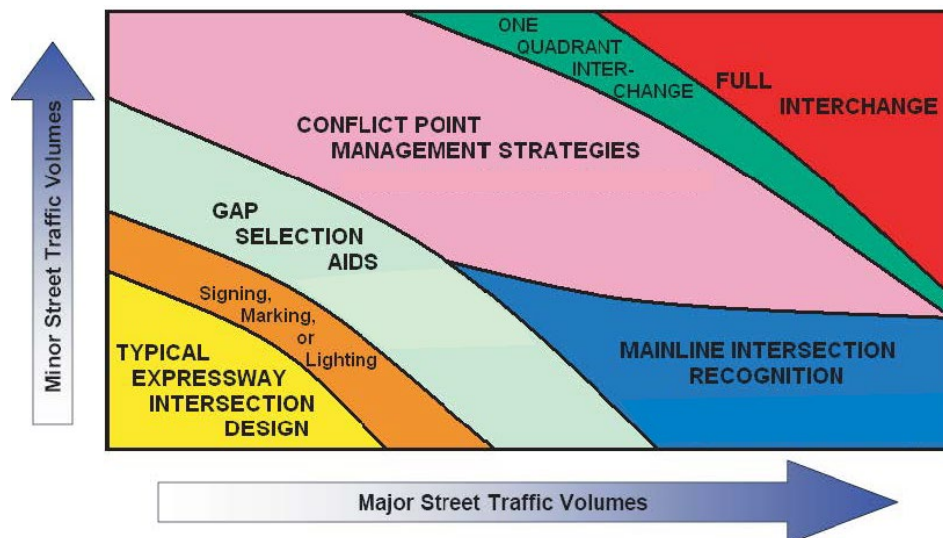 Minor Street Traffic Volumes
ONE
QUADRANT
INTER-
CHANGE
FULL
INTERCHANGE
CONFLICT POINT
MANAGEMENT STRATEGIES
GAP
SELECTION
AIDS
Signing,
Marking,
or
Lighting
TYPICAL
EXPRESSWAY
INTERSECTION
DESIGN
MAINLINE INTERSECTION
RECOGNITION
Major Street Traffic Volumes